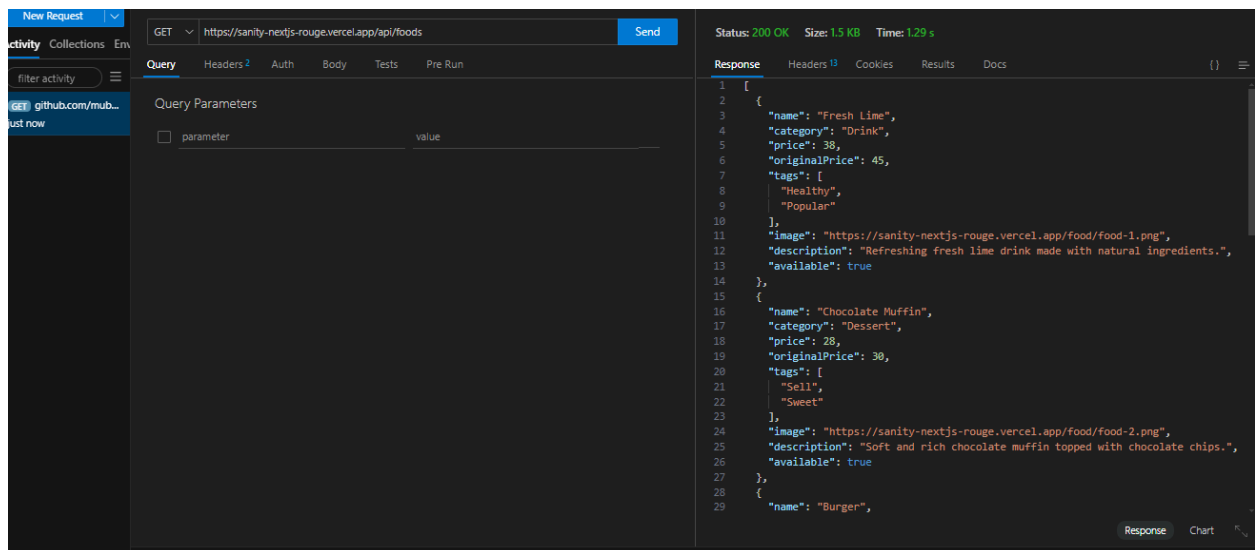 New Request
Activity Collections Env
filter activity
GET github.com/mub...
just now
GET https://sanity-nextjs-rouge.vercel.app/api/foods Send
Query Headers 2 Auth Body Tests Pre Run
Query Parameters
parameter value
Status: 200 OK Size: 1.5 KB Time: 1.29 s
Response Headers 13 Cookies Results Docs {}
1 [
2 {
3 "name": "Fresh Lime",
4 "category": "Drink",
5 "price": 38,
6 "originalPrice": 45,
7 "tags": [
8 "Healthy",
9 "Popular"
10 ],
11 "image": "https://sanity-nextjs-rouge.vercel.app/food/food-1.png",
12 "description": "Refreshing fresh lime drink made with natural ingredients.",
13 "available": true
14 },
15 {
16 "name": "Chocolate Muffin",
17 "category": "Dessert",
18 "price": 28,
19 "originalPrice": 30,
20 "tags": [
21 "Sell",
22 "Sweet"
23 ],
24 "image": "https://sanity-nextjs-rouge.vercel.app/food/food-2.png",
25 "description": "Soft and rich chocolate muffin topped with chocolate chips.",
26 "available": true
27 },
28 {
29 "name": "Burger",
Response Chart